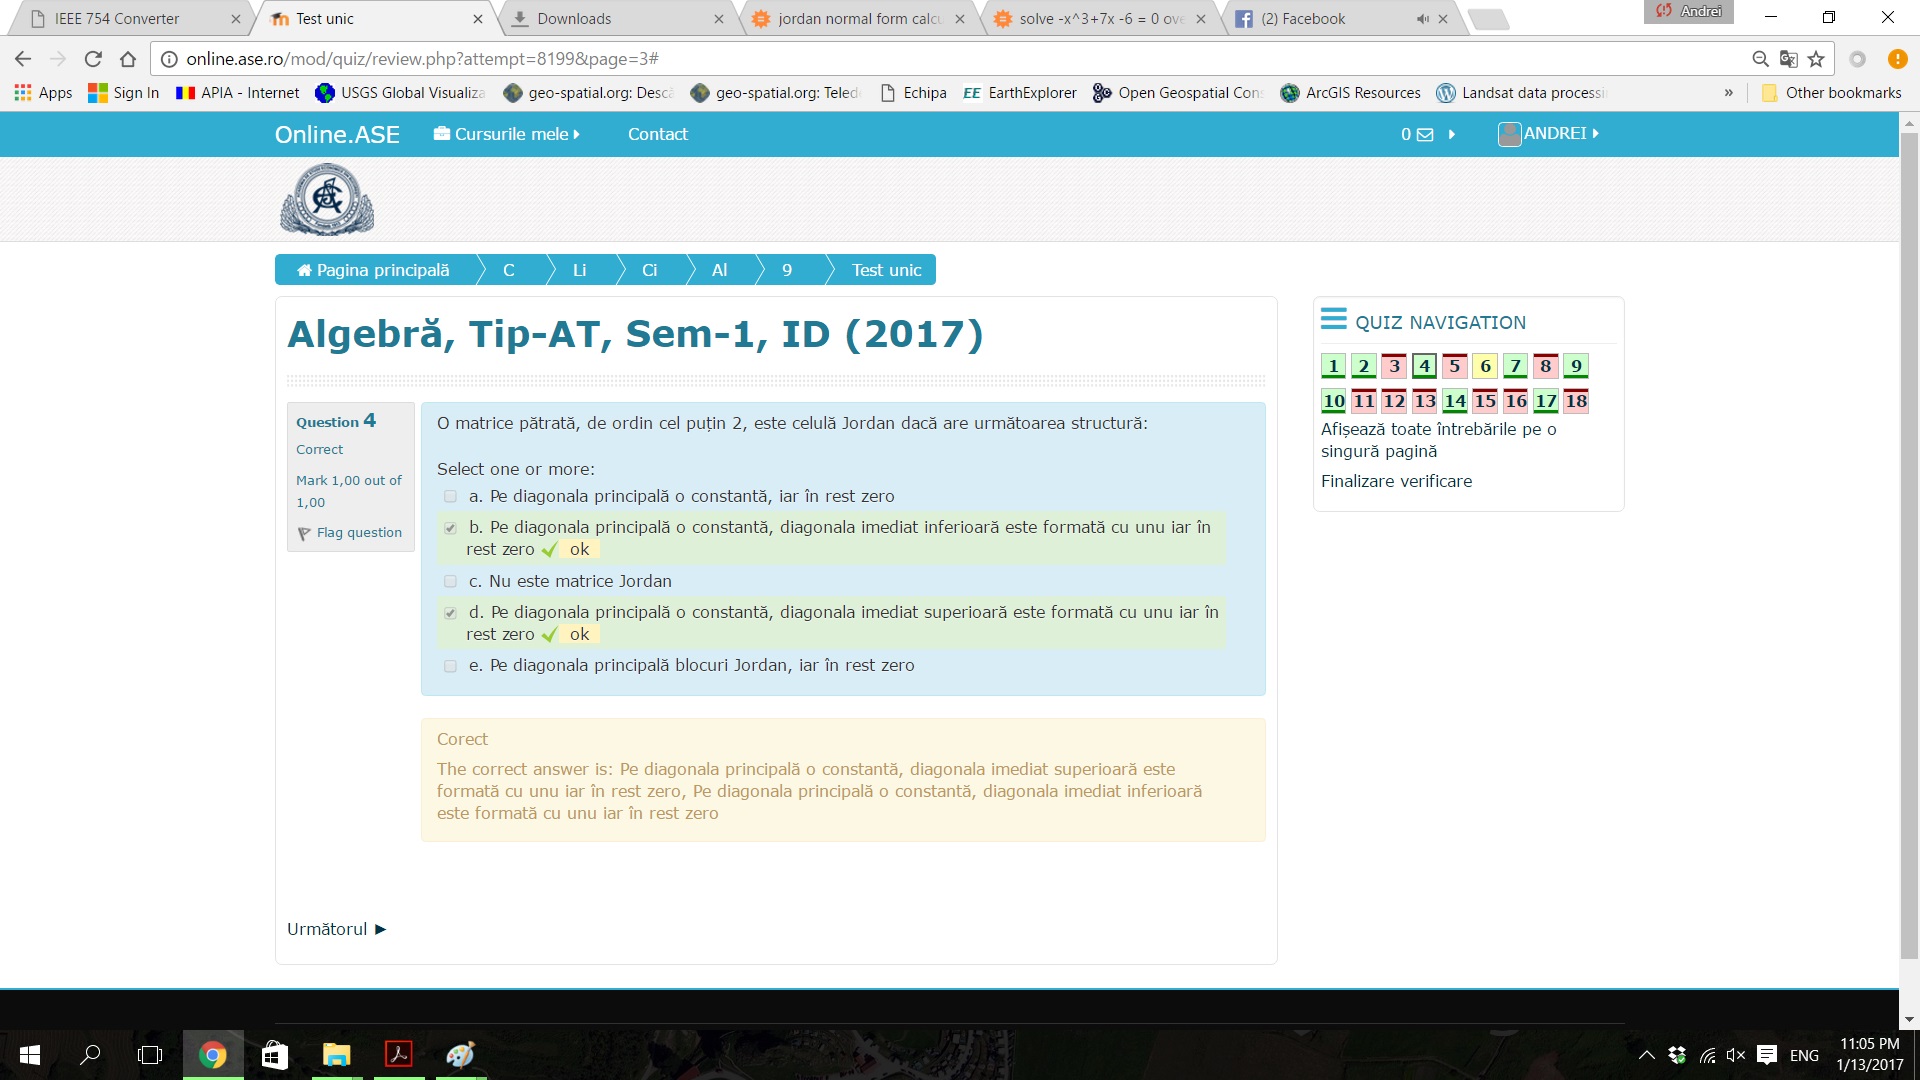 IEEE 754 Converter
Test unic
Downloads
jordan normal form calcu
solve -x^3+7x -6 = 0 ove
(2) Facebook
Andrei
online.ase.ro/mod/quiz/review.php?attempt=8199&page=3#
Apps
Sign In
APIA - Internet
USGS Global Visualiza
geo-spatial.org: Descă
geo-spatial.org: Telede
Echipa
EE EarthExplorer
Open Geospatial Cons
ArcGIS Resources
Landsat data processi
»
Other bookmarks
Online.ASE
Cursurile mele
Contact
0
ANDREI
Pagina principală
C
Li
Ci
Al
9
Test unic
Algebră, Tip-AT, Sem-1, ID (2017)
Question 4
Correct
Mark 1,00 out of
1,00
Flag question
O matrice pătrată, de ordin cel puțin 2, este celulă Jordan dacă are următoarea structură:
Select one or more:
a. Pe diagonala principală o constantă, iar în rest zero
b. Pe diagonala principală o constantă, diagonala imediat inferioară este formată cu unu iar în
rest zero ok
c. Nu este matrice Jordan
d. Pe diagonala principală o constantă, diagonala imediat superioară este formată cu unu iar în
rest zero ok
e. Pe diagonala principală blocuri Jordan, iar în rest zero
Corect
The correct answer is: Pe diagonala principală o constantă, diagonala imediat superioară este
formată cu unu iar în rest zero, Pe diagonala principală o constantă, diagonala imediat inferioară
este formată cu unu iar în rest zero
Următorul ►
QUIZ NAVIGATION
1 2 3 4 5 6 7 8 9
10 11 12 13 14 15 16 17 18
Afișează toate întrebările pe o
singură pagină
Finalizare verificare
ENG
11:05 PM
1/13/2017